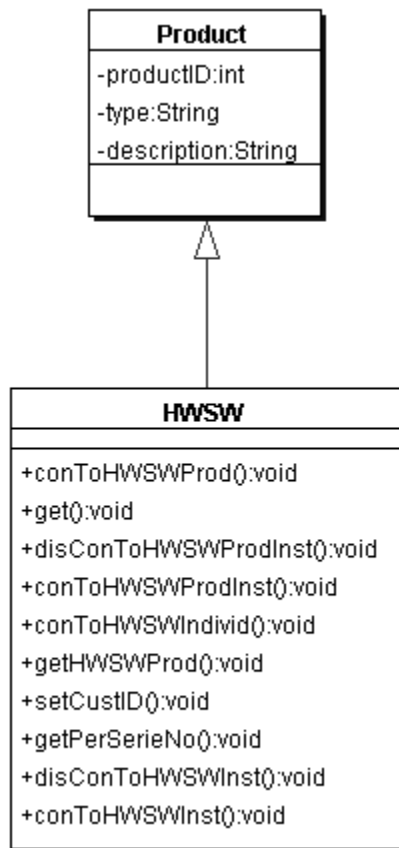 Product
-productID:int
-type:String
-description:String
HWSW
+conToHWSWProd():void
+get():void
+disConToHWSWProdInst():void
+conToHWSWProdInst():void
+conToHWSWIndivid():void
+getHWSWProd():void
+setCustID():void
+getPerSerieNo():void
+disConToHWSWInst():void
+conToHWSWInst():void